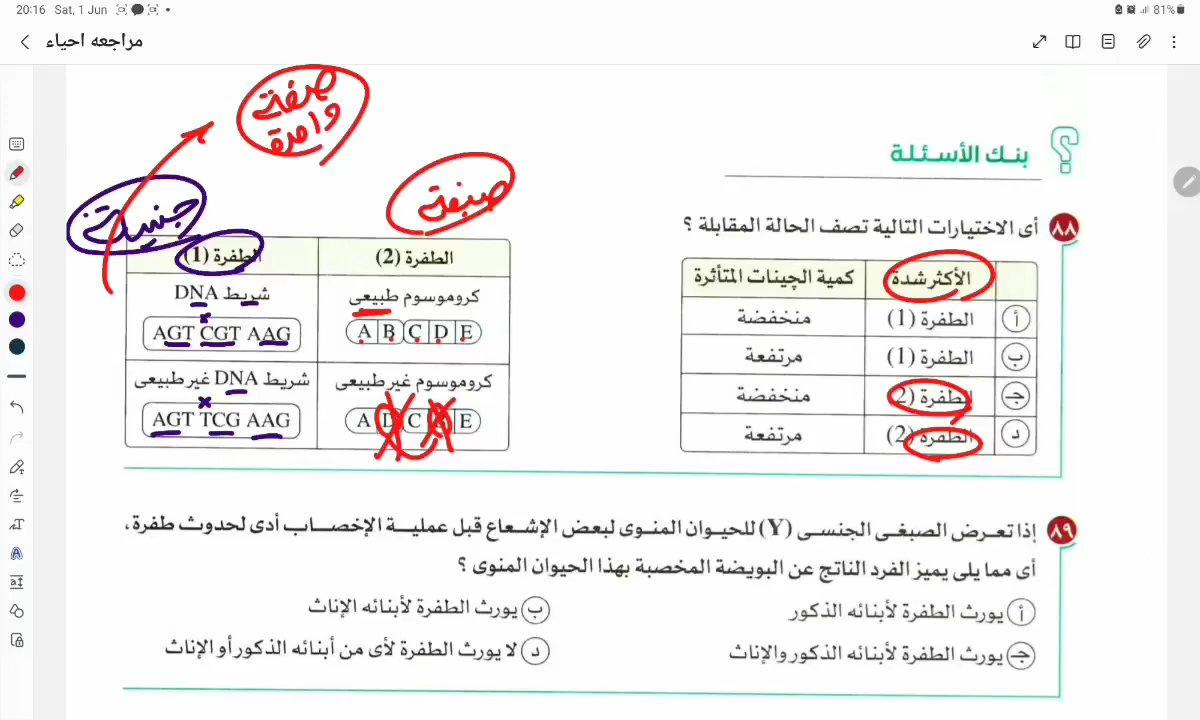 20:16 Sat, 1 Jun 81%
مراجعه احياء
صفة
واحدة
بنك الأسئلة
جنسية
صبغية
٨٨ أى الاختيارات التالية تصف الحالة المقابلة ؟
الأكثر شدة كمية الچينات المتأثرة
أ الطفرة (1) منخفضة
ب الطفرة (1) مرتفعة
جـ الطفرة (2) منخفضة
د الطفرة (2) مرتفعة
الطفرة (2) الطفرة (1)
كروموسوم طبيعى شريط DNA
A B C D E AGT CGT AAG
كروموسوم غير طبيعى شريط DNA غير طبيعى
A D C B E AGT TCG AAG
٨٩ إذا تعرض الصبغى الجنسى (Y) للحيوان المنوى لبعض الإشعاع قبل عملية الإخصاب أدى لحدوث طفرة،
أى مما يلى يميز الفرد الناتج عن البويضة المخصبة بهذا الحيوان المنوى ؟
أ يورث الطفرة لأبنائه الذكور ب يورث الطفرة لأبنائه الإناث
جـ يورث الطفرة لأبنائه الذكور والإناث د لا يورث الطفرة لأى من أبنائه الذكور أو الإناث